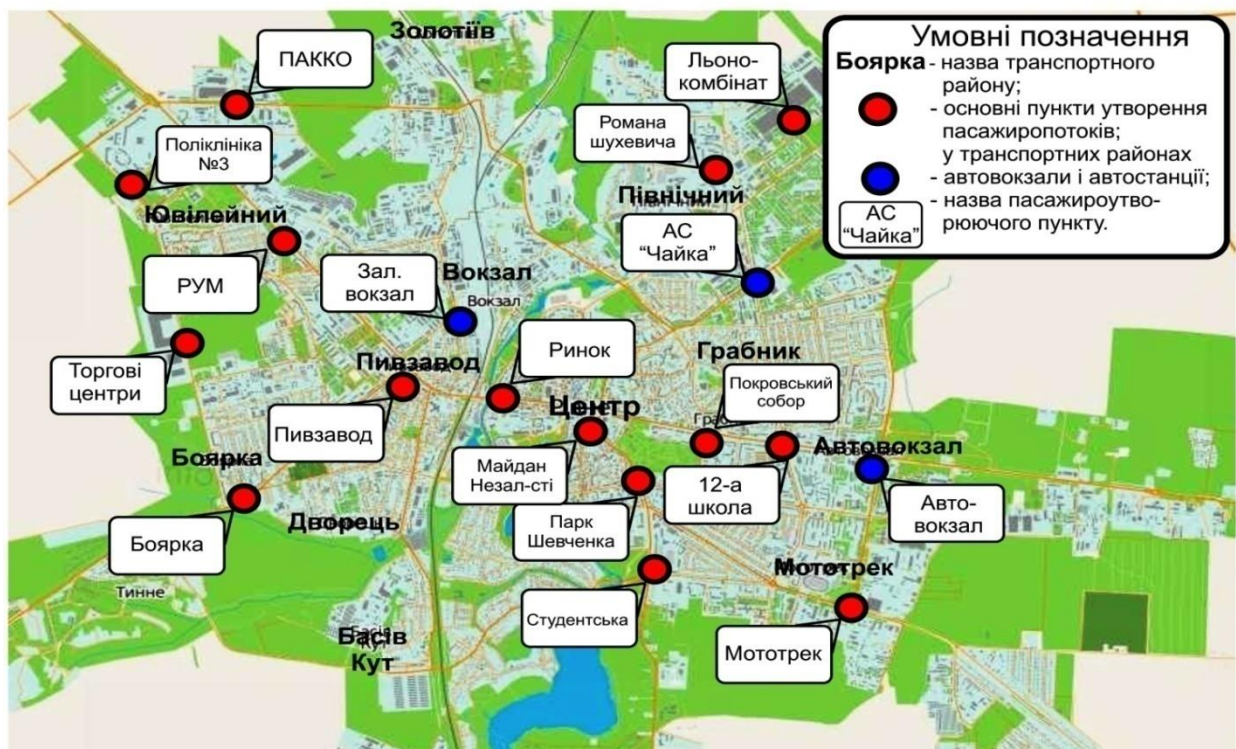 Золотіїв
ПАККО
Льоно-
комбінат
Романа
шухевича
Поліклініка
№3
Північний
Ювілейний
АС
“Чайка”
РУМ
Зал.
вокзал
Вокзал
Вокзал
Торгові
центри
Пивзавод
Ринок
Грабник
Покровський
собор
Центр
Пивзавод
Боярка
Майдан
Незал-сті
12-а
школа
Автовокзал
Авто-
вокзал
Дворець
Парк
Шевченка
Боярка
Мототрек
Тинне
Студентська
Басів
Кут
Мототрек
Умовні позначення
Боярка - назва транспортного
району;
- основні пункти утворення
пасажиропотоків;
у транспортних районах
- автовокзали і автостанції;
АС
“Чайка”
- назва пасажироутво-
рюючого пункту.